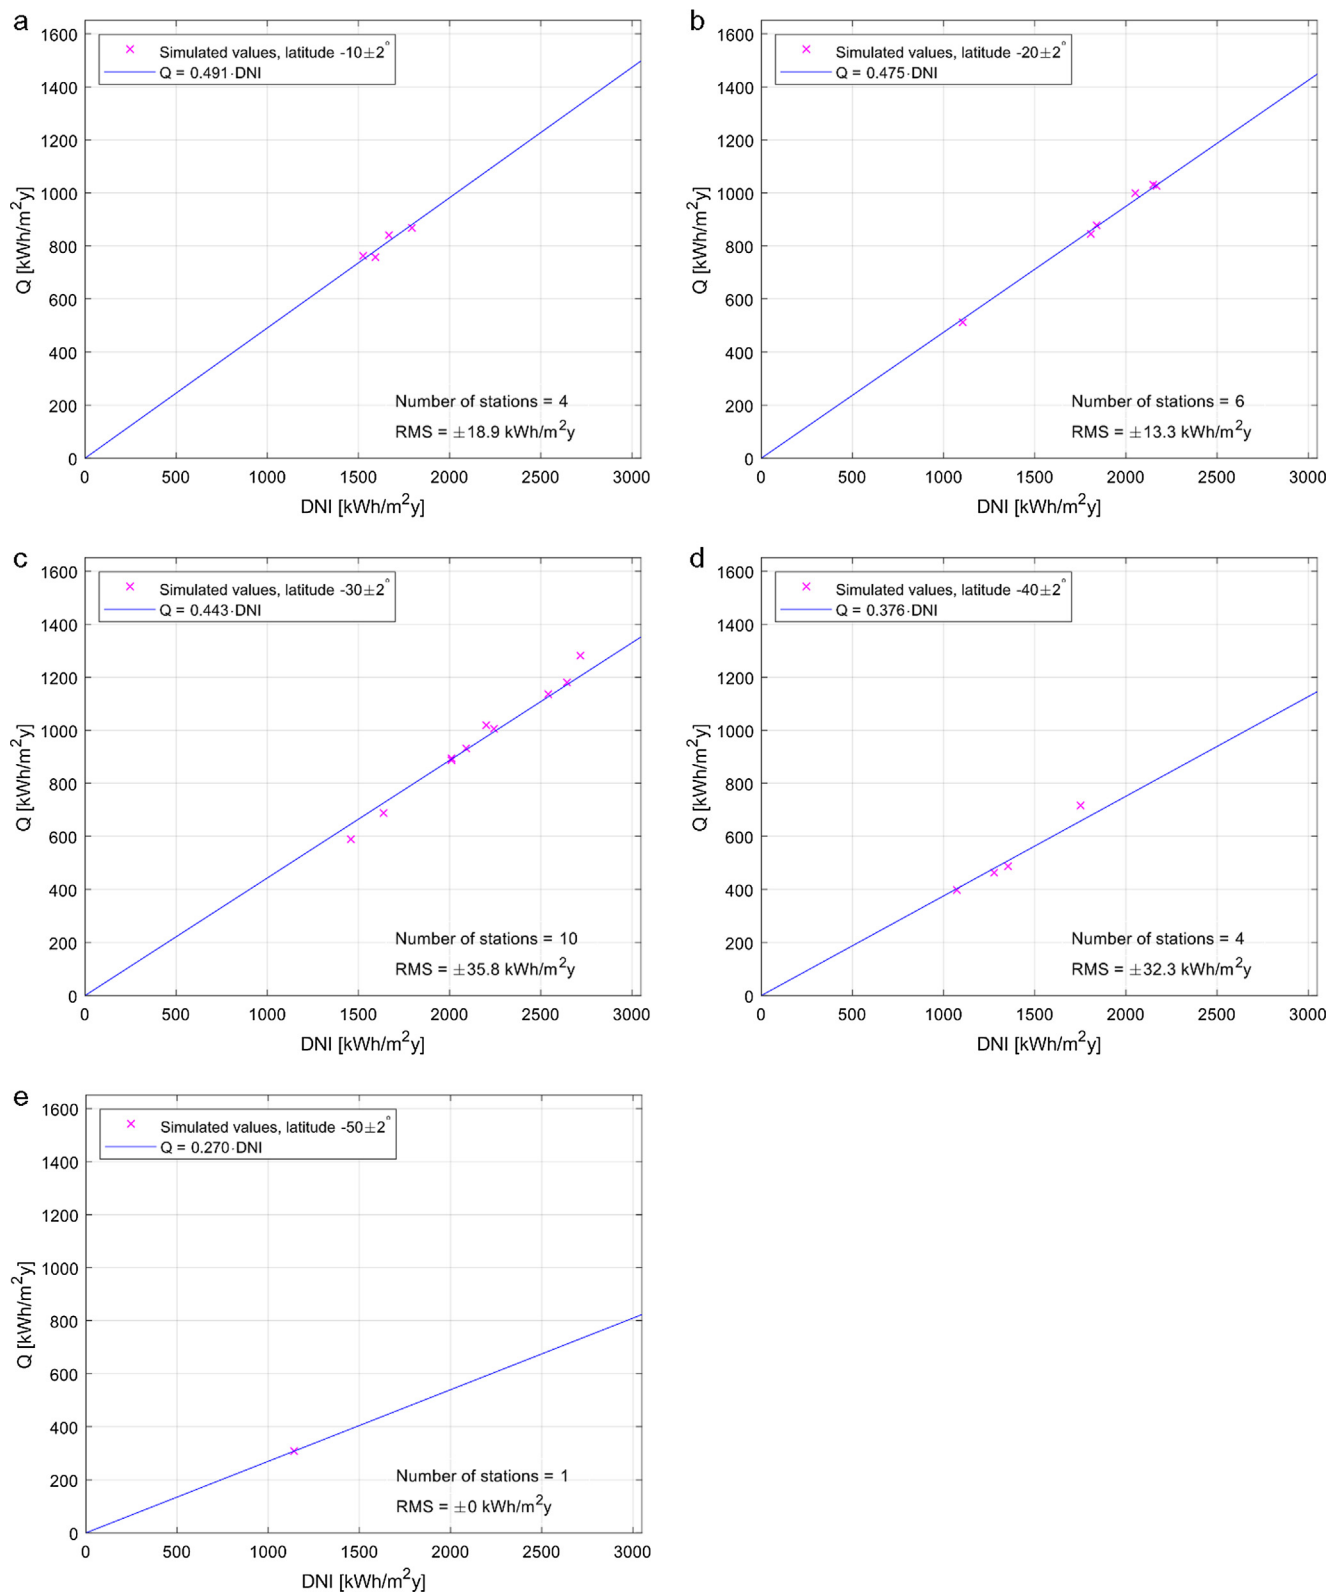 a
1600
1400
1200
1000
800
600
400
200
0
Q [kWh/m²y]
Simulated values, latitude -10±2°
Q = 0.491·DNI
Number of stations = 4
RMS = ±18.9 kWh/m²y
0 500 1000 1500 2000 2500 3000
DNI [kWh/m²y]
b
1600
1400
1200
1000
800
600
400
200
0
Q [kWh/m²y]
Simulated values, latitude -20±2°
Q = 0.475·DNI
Number of stations = 6
RMS = ±13.3 kWh/m²y
0 500 1000 1500 2000 2500 3000
DNI [kWh/m²y]
c
1600
1400
1200
1000
800
600
400
200
0
Q [kWh/m²y]
Simulated values, latitude -30±2°
Q = 0.443·DNI
Number of stations = 10
RMS = ±35.8 kWh/m²y
0 500 1000 1500 2000 2500 3000
DNI [kWh/m²y]
d
1600
1400
1200
1000
800
600
400
200
0
Q [kWh/m²y]
Simulated values, latitude -40±2°
Q = 0.376·DNI
Number of stations = 4
RMS = ±32.3 kWh/m²y
0 500 1000 1500 2000 2500 3000
DNI [kWh/m²y]
e
1600
1400
1200
1000
800
600
400
200
0
Q [kWh/m²y]
Simulated values, latitude -50±2°
Q = 0.270·DNI
Number of stations = 1
RMS = ±0 kWh/m²y
0 500 1000 1500 2000 2500 3000
DNI [kWh/m²y]